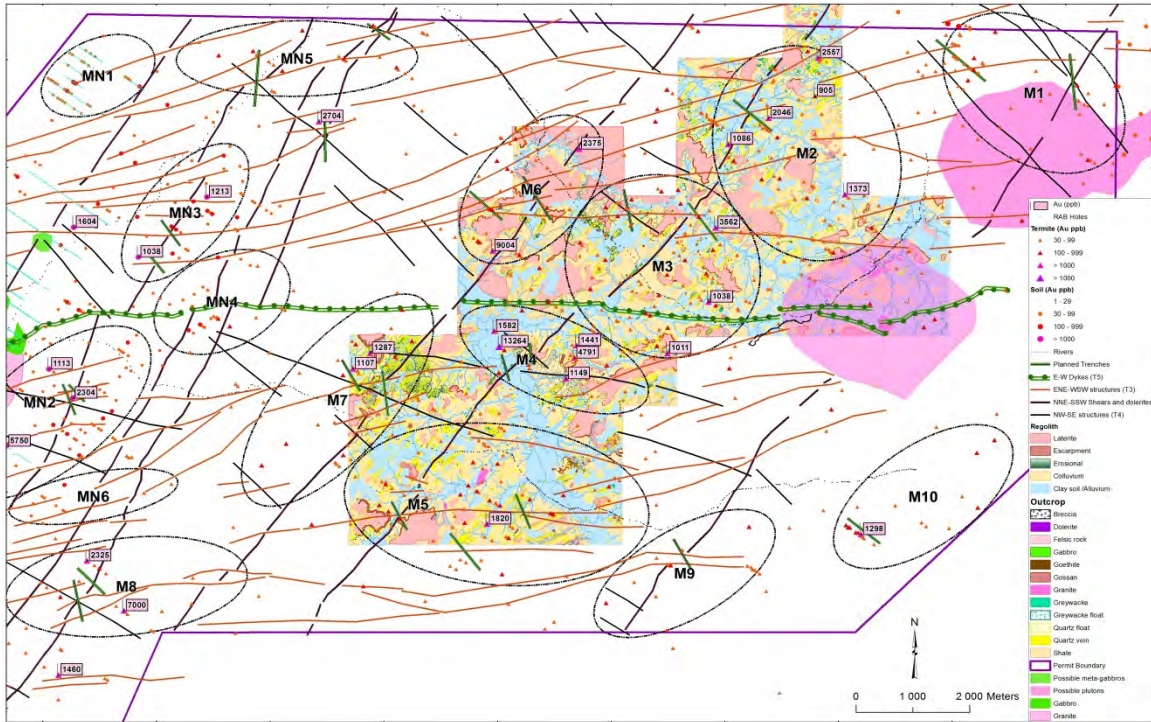 MN1
MN5
2557
M1
905
2704
2046
1086
M2
2375
M6
1373
1213
1604
MN3
3562
1038
9004
M3
MN4
1038
1582
13264
1441
4791
1011
1287
M4
1107
1149
1113
2304
MN2
M7
5750
MN6
M5
1820
M10
1298
2325
M8
7000
M9
1460
Au (ppb)
RAB Holes
Termite (Au ppb)
30 - 99
100 - 999
> 1000
> 1000
Soil (Au ppb)
1 - 29
30 - 99
100 - 999
> 1000
Rivers
Planned Trenches
E-W Dykes (T5)
ENE-WSW structures (T3)
NNE-SSW Shears and dolerites
NW-SE structures (T4)
Regolith
Laterite
Escarpment
Erosional
Colluvium
Clay soil /Alluvium
Outcrop
Breccia
Dolerite
Felsic rock
Gabbro
Goethite
Gossan
Granite
Greywacke
Greywacke float
Quartz float
Quartz vein
Shale
Permit Boundary
Possible meta-gabbros
Possible plutons
Gabbro
Granite
N
0 1 000 2 000 Meters